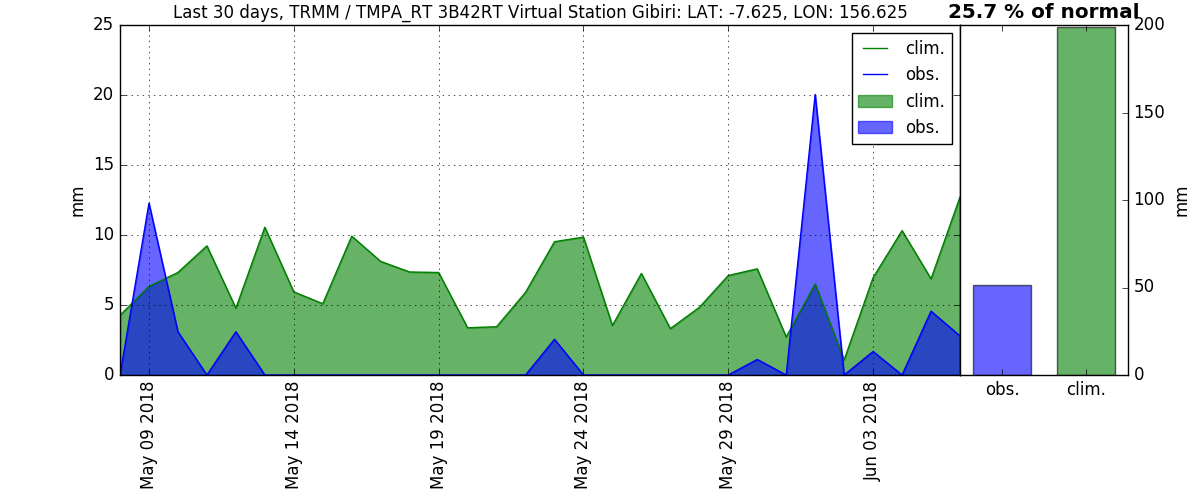 Last 30 days, TRMM / TMPA_RT 3B42RT Virtual Station Gibiri: LAT: -7.625, LON: 156.625
25.7 % of normal
25
20
15
10
5
0
mm
clim.
obs.
clim.
obs.
May 09 2018
May 14 2018
May 19 2018
May 24 2018
May 29 2018
Jun 03 2018
200
150
100
50
0
mm
obs.
clim.